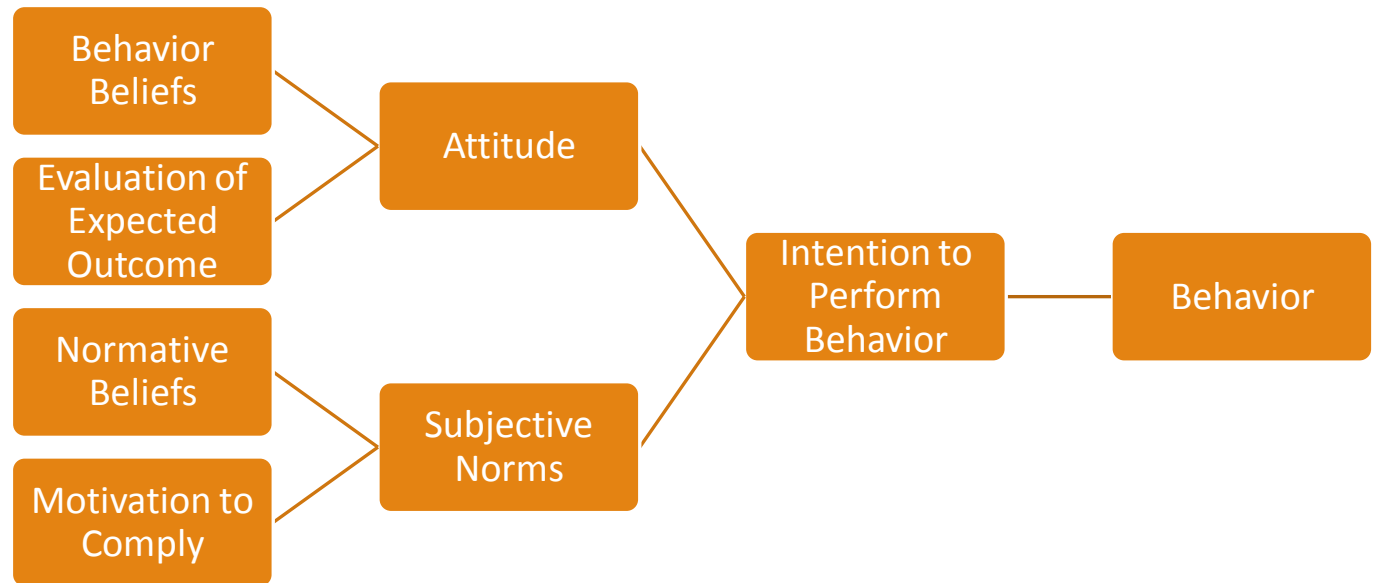 Behavior
Beliefs
Evaluation of
Expected
Outcome
Normative
Beliefs
Motivation to
Comply
Attitude
Subjective
Norms
Intention to
Perform
Behavior
Behavior